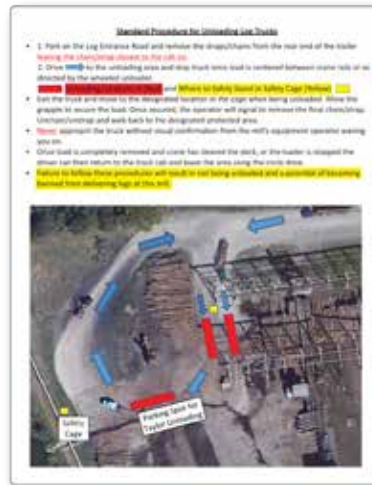 Standard Procedure for Unloading Log Trucks
1. Park on the Log Entrance Road and remove the straps/chains from the rear end of the trailer
leaving the chain/strap closest to the cab on.
2. Drive to the unloading area and stop truck once load is centered between crane rails or as
directed by the wheeled unloader.
and Where to Safely Stand in Safety Cage (Yellow)
Exit the truck and move to the designated location in the cage when being unloaded. Allow the
grapple to secure the load. Once secured, the operator will signal to remove the final chain/strap.
Unchain/unstrap and walk back to the designated protected area.
Never approach the truck without visual confirmation from the mill's equipment operator waving
you on.
Once load is completely removed and crane has cleared the deck, or the loader is stopped the
driver can then return to the truck cab and leave the area using the circle drive.
Failure to follow these procedures will result in not being unloaded and a potential of becoming
banned from delivering logs at this mill.
Parking Spot for
Taylor Unloading
Safety
Cage